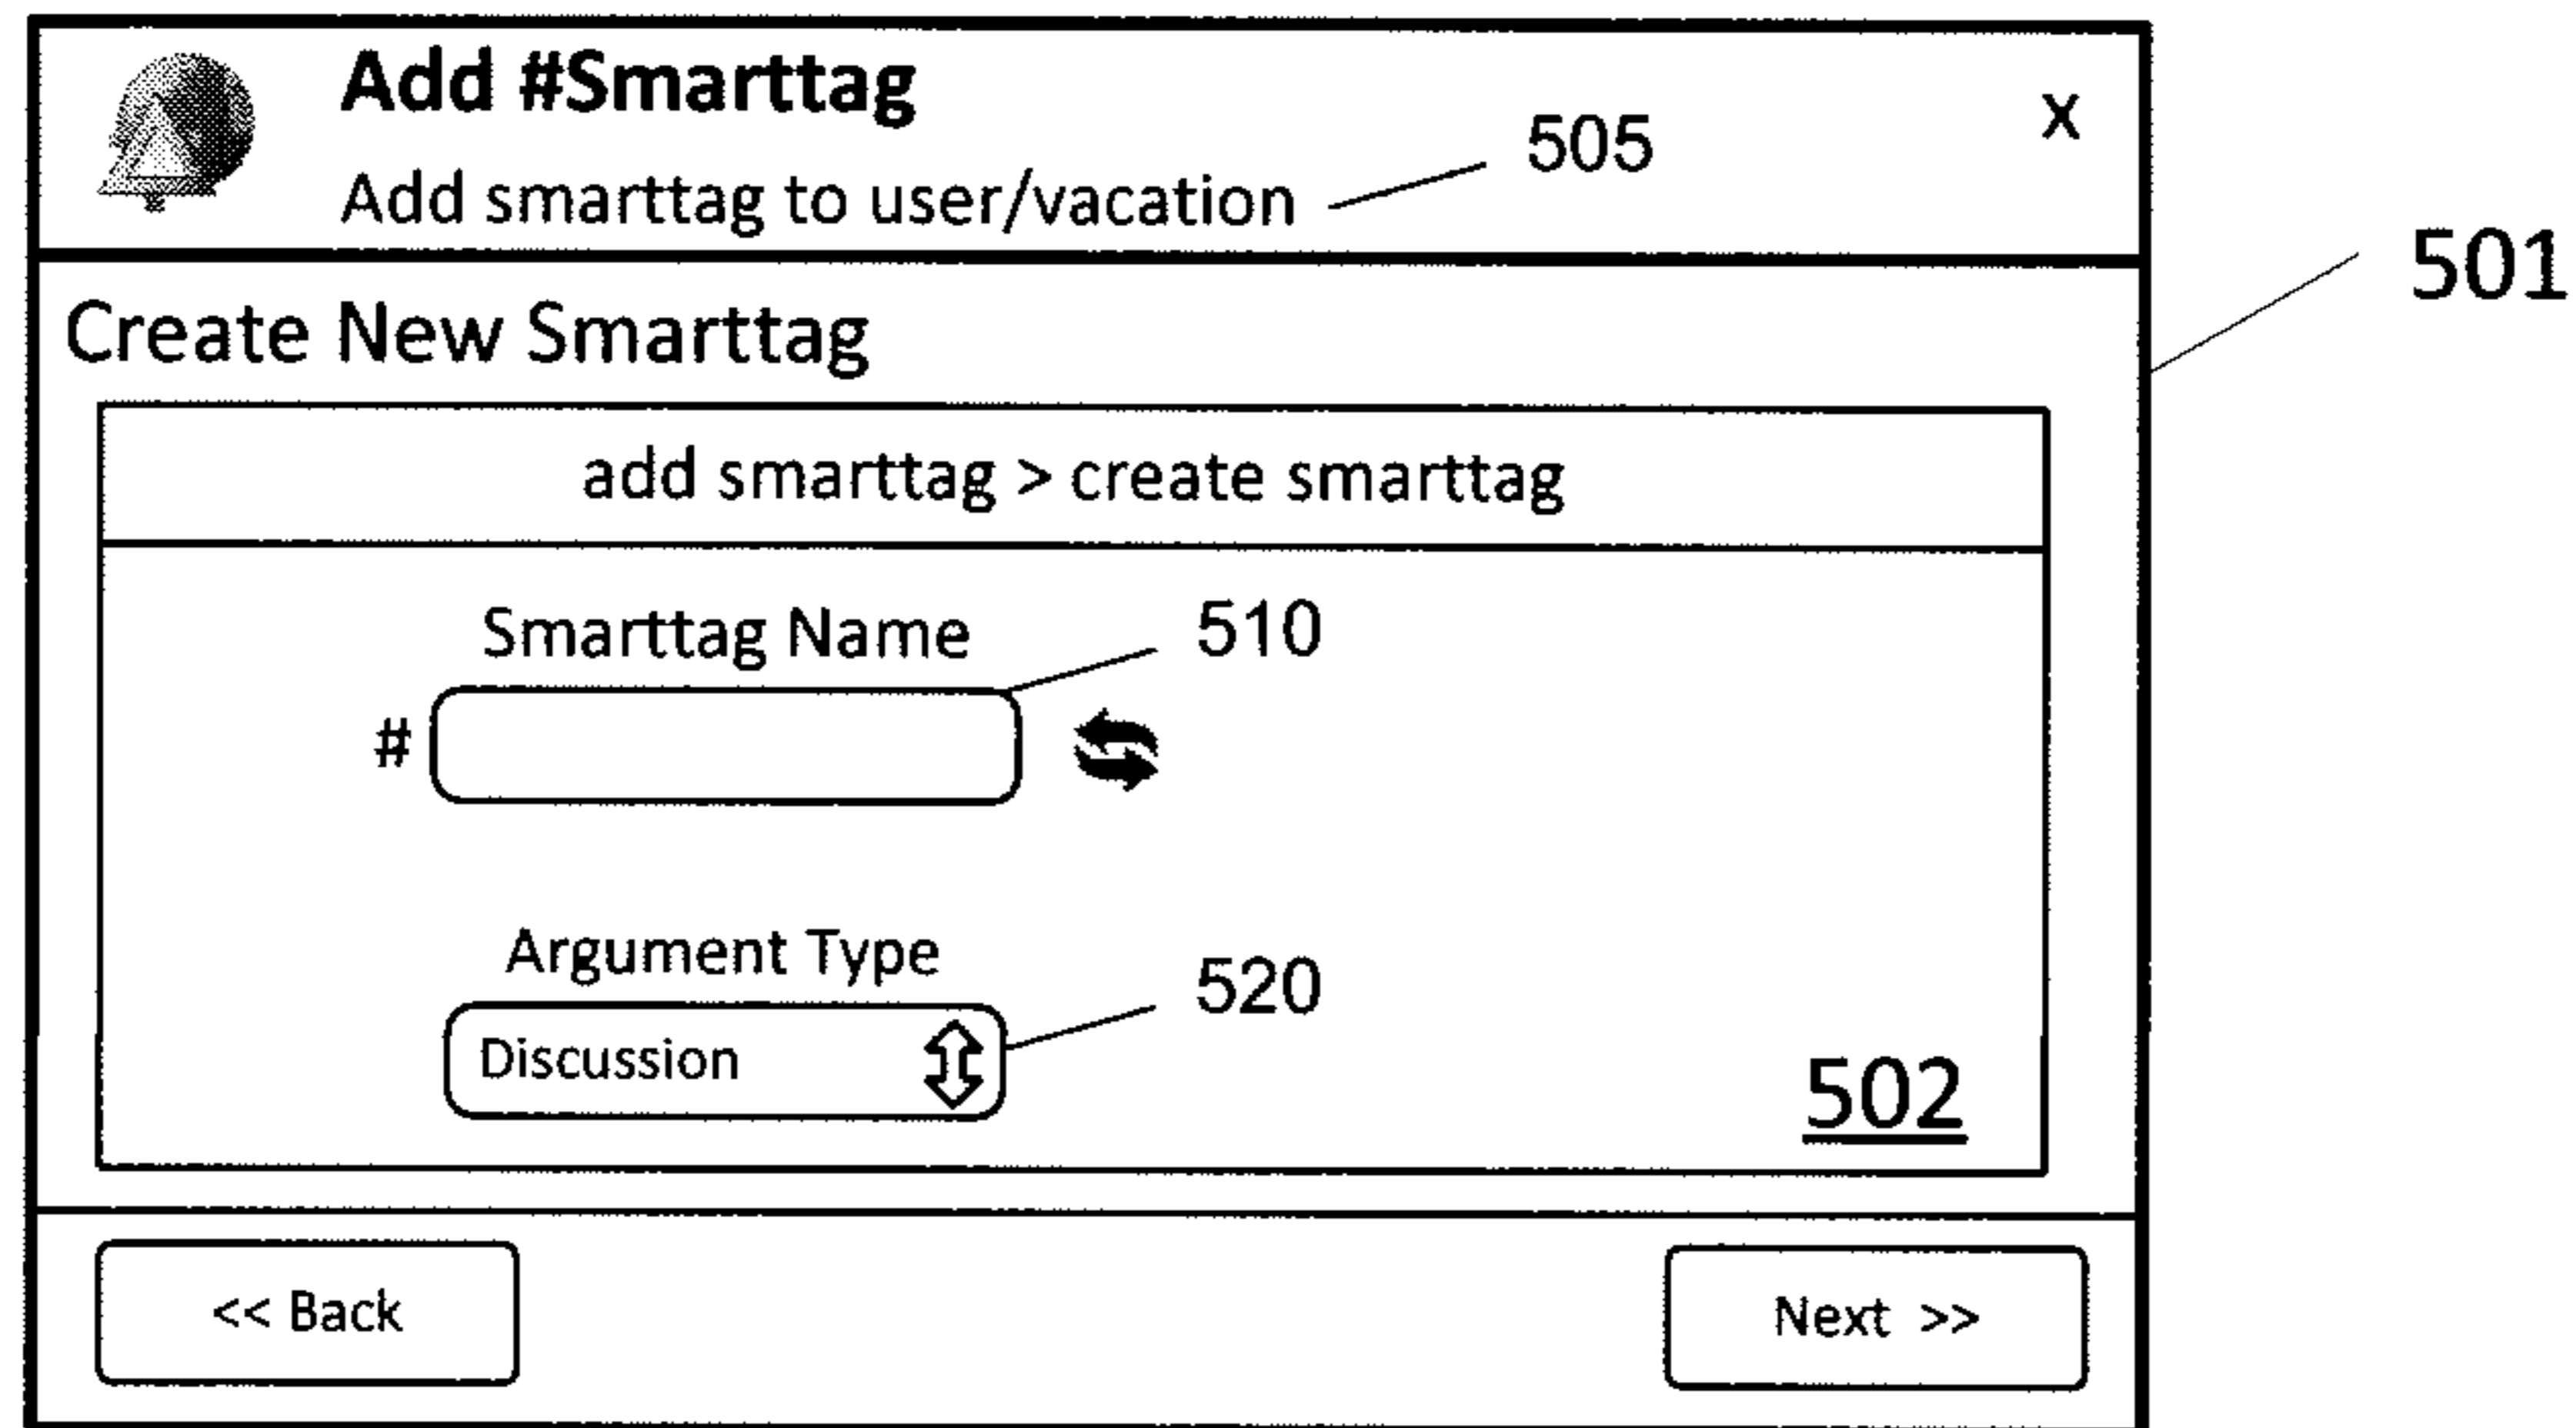 Add #Smarttag
X
505
Add smarttag to user/vacation
501
Create New Smarttag
add smarttag > create smarttag
Smarttag Name
510
#
Argument Type
520
Discussion
502
<< Back
Next >>